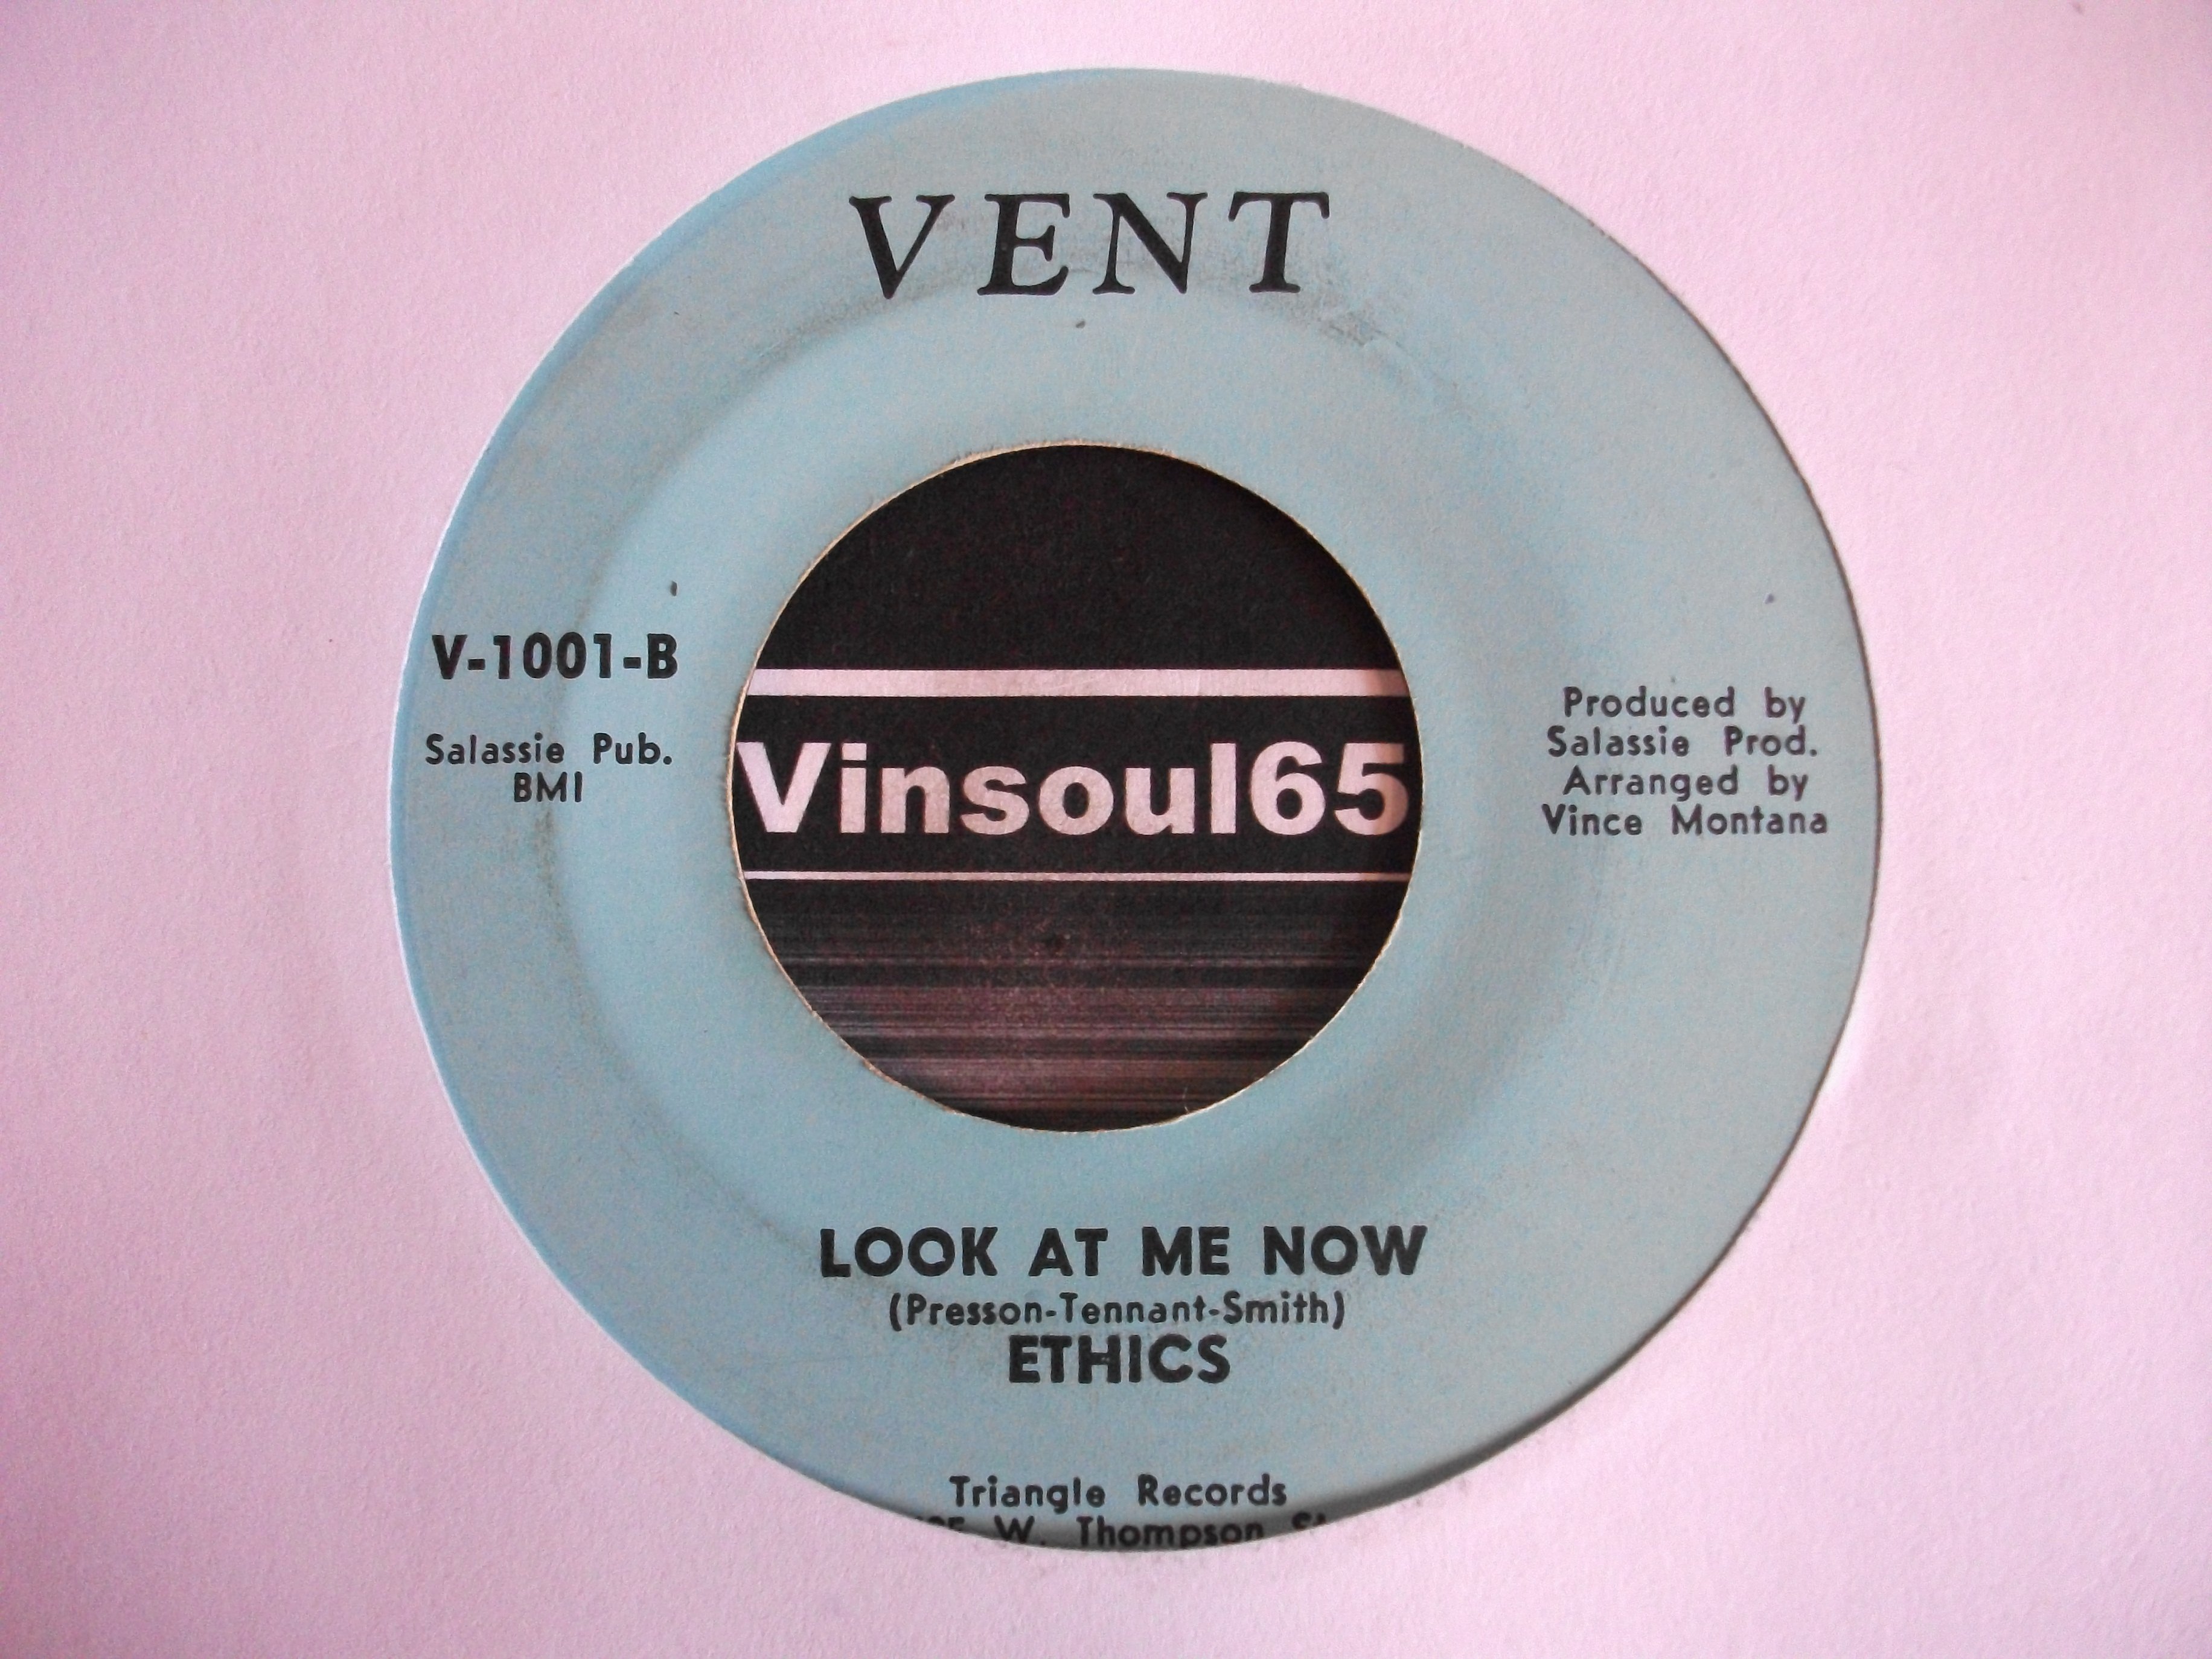 VENT
V-1001-B
Salassie Pub.
BMI
Vinsoul65
Produced by
Salassie Prod.
Arranged by
Vince Montana
LOOK AT ME NOW
(Presson-Tennant-Smith)
ETHICS
Triangle Records
W. Thompson